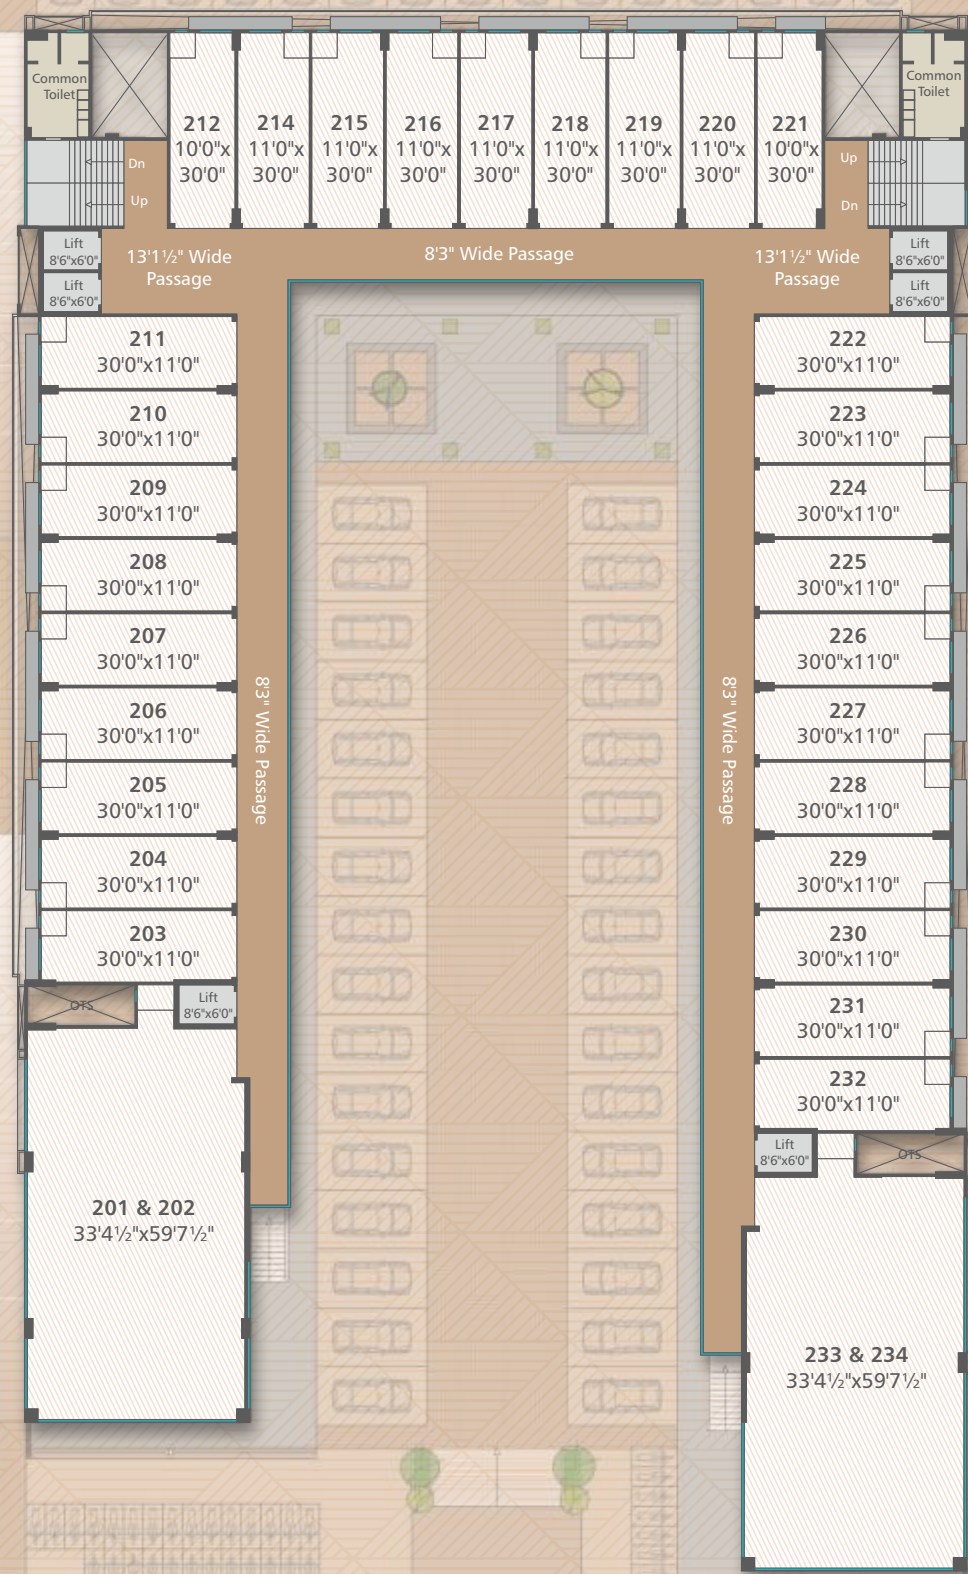 Common
Toilet
212
10'0"x
30'0"
214
11'0"x
30'0"
215
11'0"x
30'0"
216
11'0"x
30'0"
217
11'0"x
30'0"
218
11'0"x
30'0"
219
11'0"x
30'0"
220
11'0"x
30'0"
221
10'0"x
30'0"
Common
Toilet
Dn
Up
Up
Dn
Lift
8'6"x6'0"
Lift
8'6"x6'0"
13'1½" Wide
Passage
8'3" Wide Passage
13'1½" Wide
Passage
Lift
8'6"x6'0"
Lift
8'6"x6'0"
211
30'0"x11'0"
210
30'0"x11'0"
209
30'0"x11'0"
208
30'0"x11'0"
207
30'0"x11'0"
206
30'0"x11'0"
205
30'0"x11'0"
204
30'0"x11'0"
203
30'0"x11'0"
8'3" Wide Passage
OTS
Lift
8'6"x6'0"
201 & 202
33'4½"x59'7½"
8'3" Wide Passage
222
30'0"x11'0"
223
30'0"x11'0"
224
30'0"x11'0"
225
30'0"x11'0"
226
30'0"x11'0"
227
30'0"x11'0"
228
30'0"x11'0"
229
30'0"x11'0"
230
30'0"x11'0"
231
30'0"x11'0"
232
30'0"x11'0"
Lift
8'6"x6'0"
OTS
233 & 234
33'4½"x59'7½"